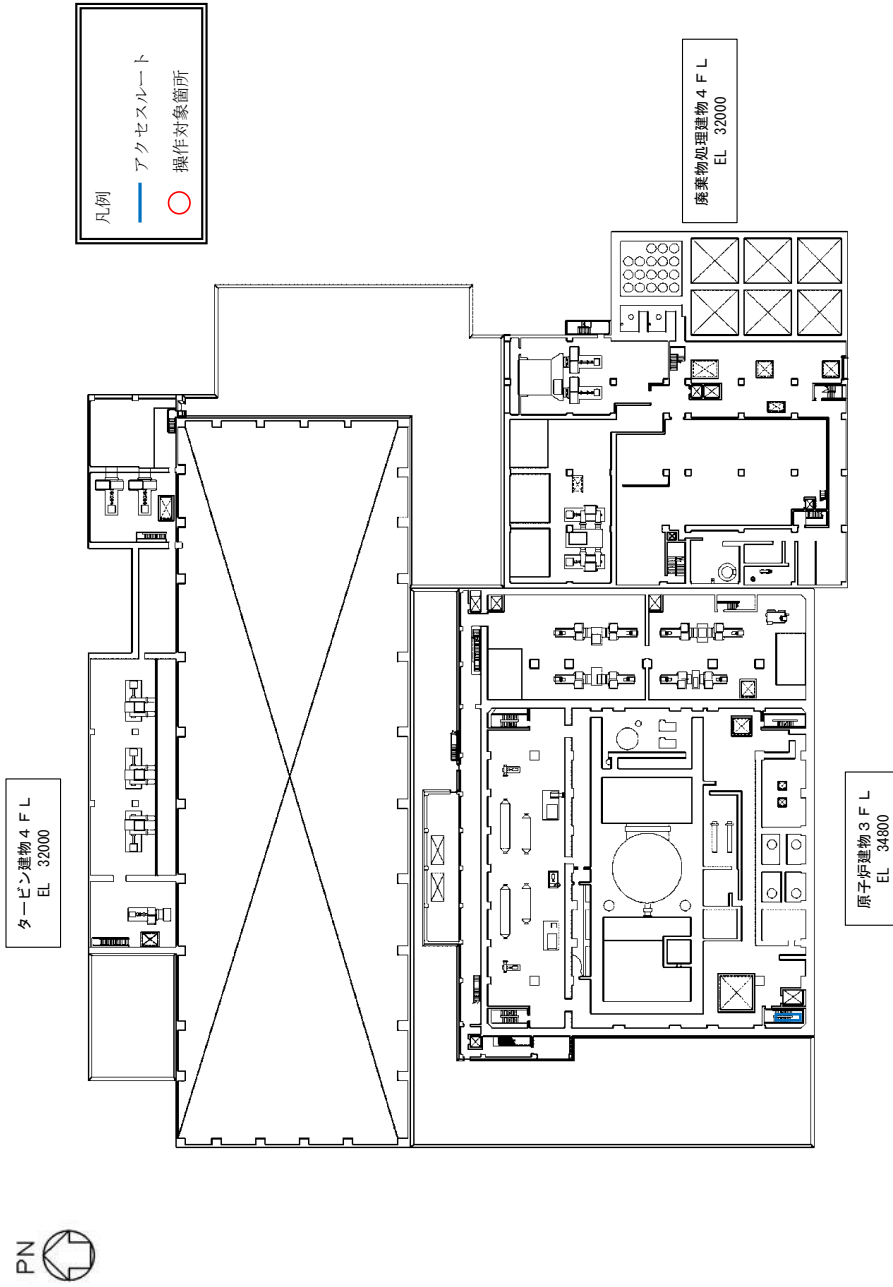 凡例
アクセスルート
操作対象箇所
廃棄物処理建物4FL
EL 32000
タービン建物4FL
EL 32000
原子炉建物3FL
EL 34800
PN